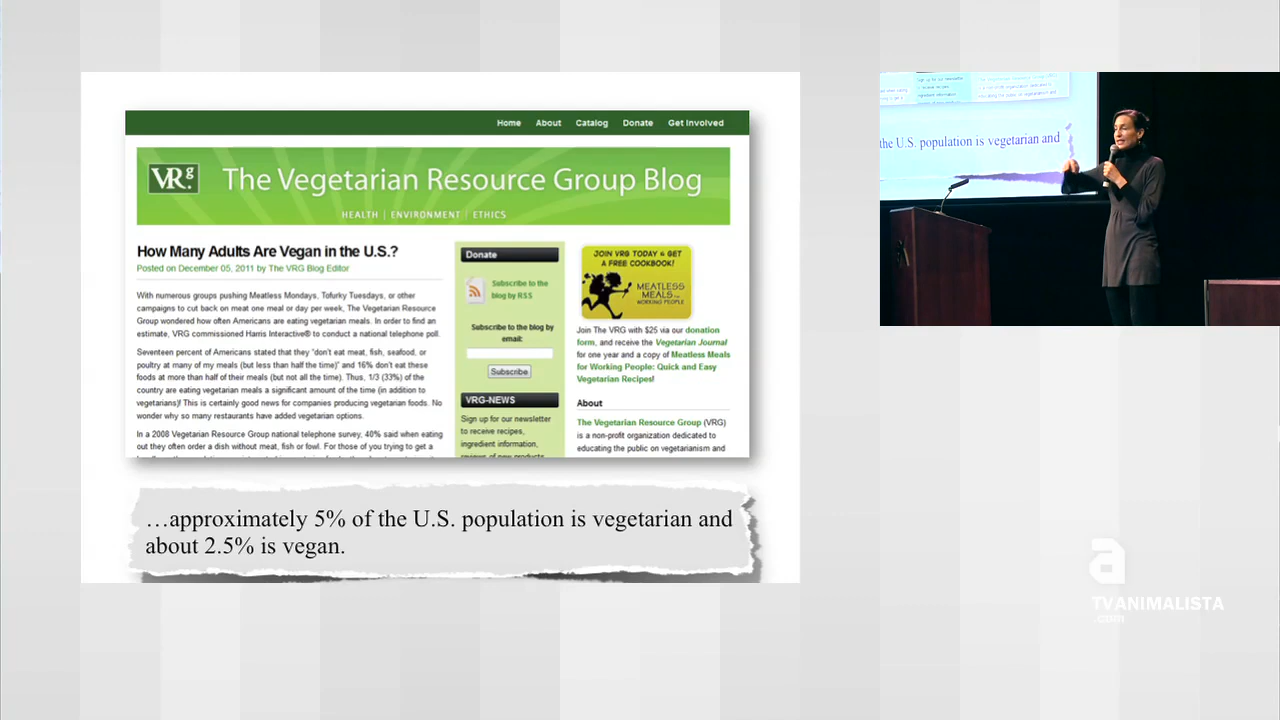 Home About Catalog Donate Get Involved
VRg
The Vegetarian Resource Group Blog
HEALTH | ENVIRONMENT | ETHICS
How Many Adults Are Vegan in the U.S.?
Posted on December 05, 2011 by The VRG Blog Editor
With numerous groups pushing Meatless Mondays, Tofurky Tuesdays, or other
campaigns to cut back on meat one meal or day per week, The Vegetarian Resource
Group wondered how often Americans are eating vegetarian meals. In order to find an
estimate, VRG commissioned Harris Interactive® to conduct a national telephone poll.
Seventeen percent of Americans stated that they "don't eat meat, fish, seafood, or
poultry at many of my meals (but less than half the time)" and 16% don't eat these
foods at more than half of their meals (but not all the time). Thus, 1/3 (33%) of the
country are eating vegetarian meals a significant amount of the time (in addition to
vegetarians)! This is certainly good news for companies producing vegetarian foods. No
wonder why so many restaurants have added vegetarian options.
In a 2008 Vegetarian Resource Group national telephone survey, 40% said when eating
out they often order a dish without meat, fish or fowl. For those of you trying to get a
Donate
Subscribe to the
blog by RSS
Subscribe to the blog by
email:
Subscribe
VRG-NEWS
Sign up for our newsletter
to receive recipes,
ingredient information,
reviews of new products
JOIN VRG TODAY & GET
A FREE COOKBOOK!
MEATLESS
MEALS FOR
WORKING PEOPLE
Join The VRG with $25 via our donation
form, and receive the Vegetarian Journal
for one year and a copy of Meatless Meals
for Working People: Quick and Easy
Vegetarian Recipes!
About
The Vegetarian Resource Group (VRG)
is a non-profit organization dedicated to
educating the public on vegetarianism and
…approximately 5% of the U.S. population is vegetarian and
about 2.5% is vegan.
the U.S. population is vegetarian and
a
TVANIMALISTA
.com